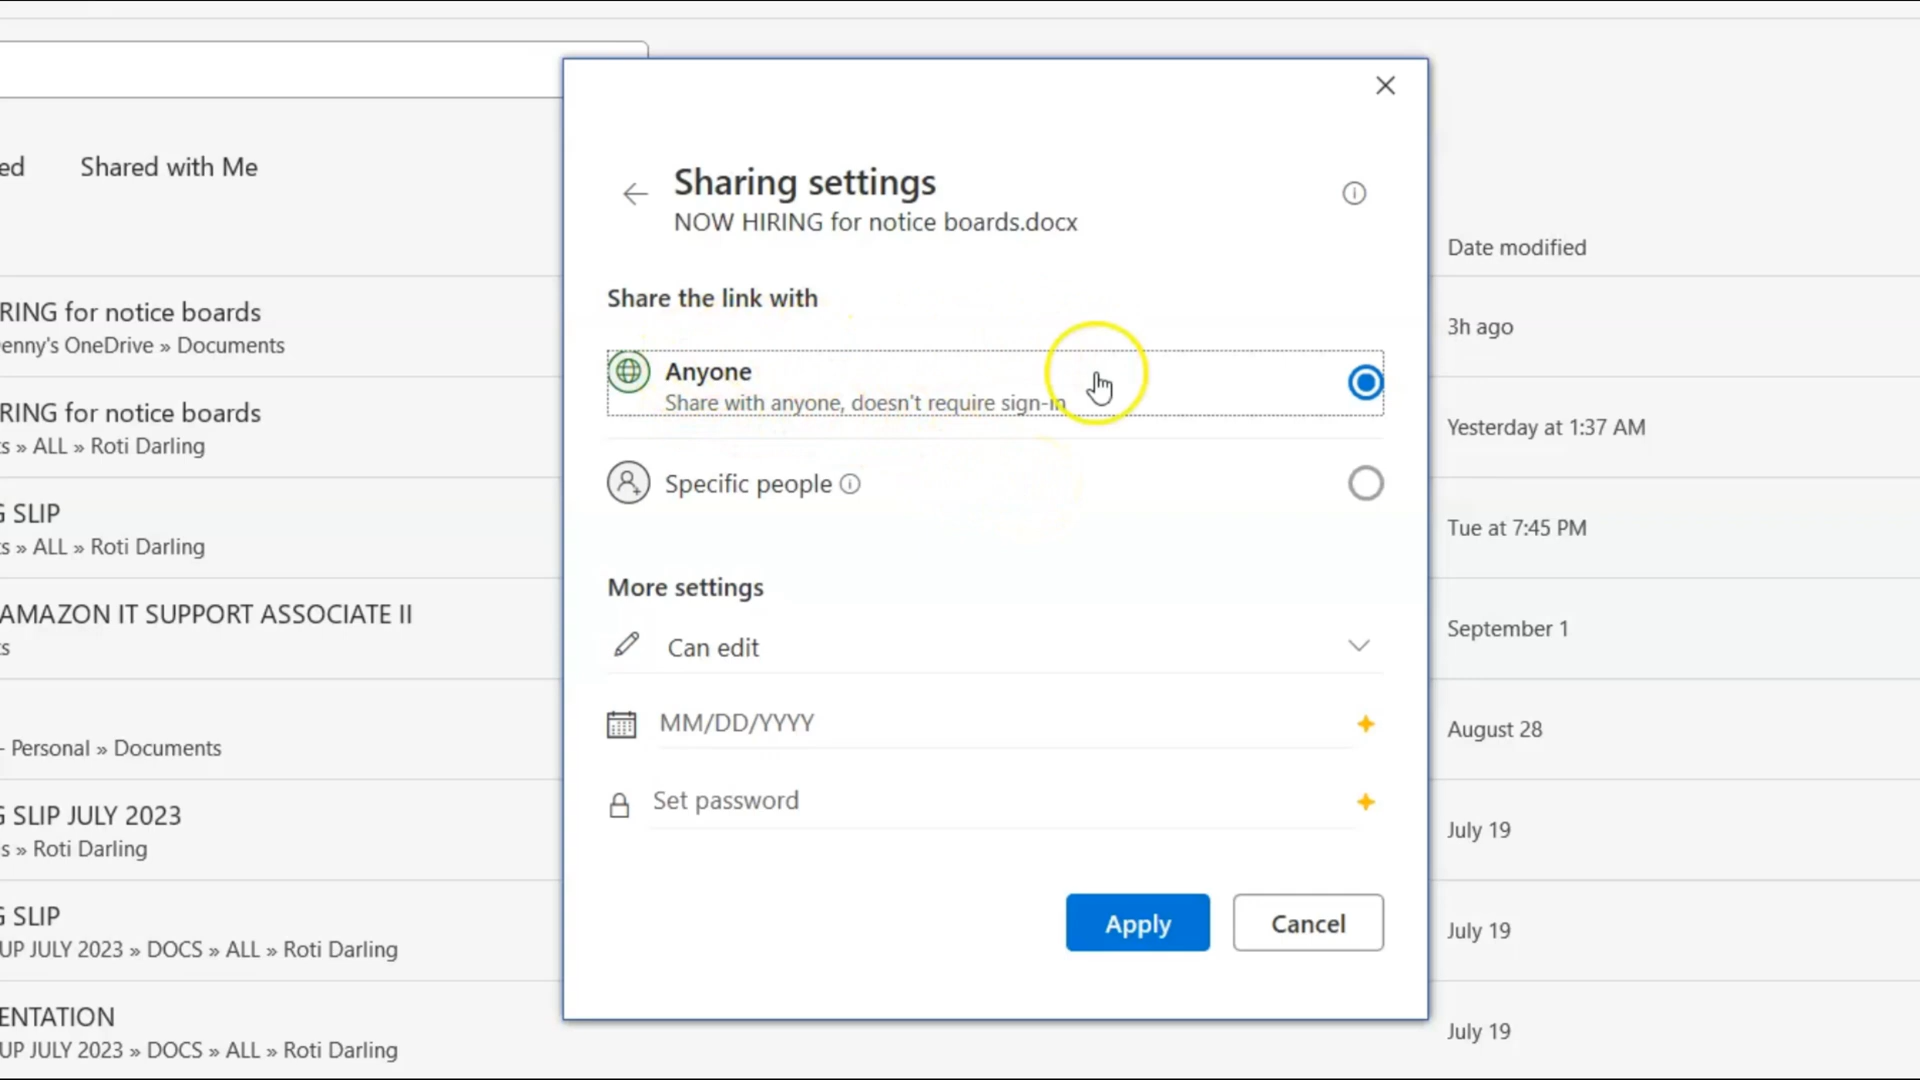 ed
Shared with Me
Date modified
RING for notice boards
enny's OneDrive » Documents
3h ago
RING for notice boards
s » ALL » Roti Darling
Yesterday at 1:37 AM
G SLIP
s » ALL » Roti Darling
Tue at 7:45 PM
AMAZON IT SUPPORT ASSOCIATE II
s
September 1
- Personal » Documents
August 28
G SLIP JULY 2023
s » Roti Darling
July 19
G SLIP
UP JULY 2023 » DOCS » ALL » Roti Darling
July 19
ENTATION
UP JULY 2023 » DOCS » ALL » Roti Darling
July 19
Sharing settings
NOW HIRING for notice boards.docx
Share the link with
Anyone
Share with anyone, doesn't require sign-in
Specific people
More settings
Can edit
MM/DD/YYYY
Set password
Apply
Cancel